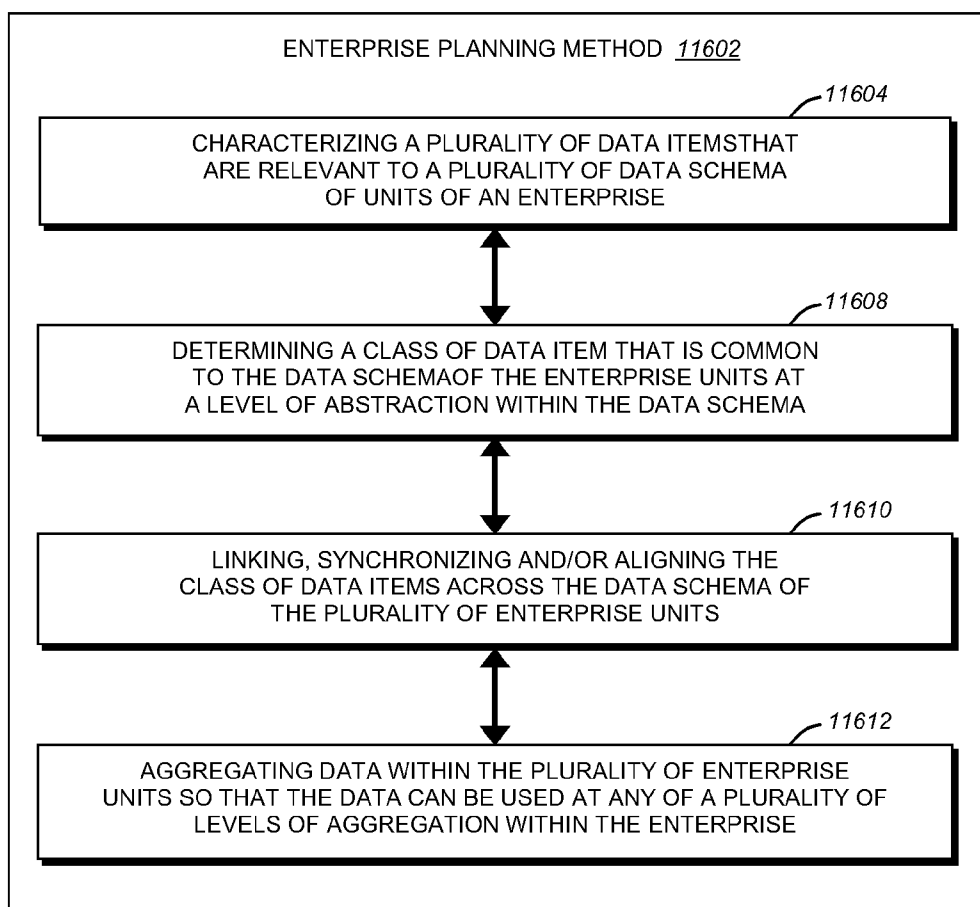 ENTERPRISE PLANNING METHOD 11602
11604
CHARACTERIZING A PLURALITY OF DATA ITEMSTHAT
ARE RELEVANT TO A PLURALITY OF DATA SCHEMA
OF UNITS OF AN ENTERPRISE
11608
DETERMINING A CLASS OF DATA ITEM THAT IS COMMON
TO THE DATA SCHEMAOF THE ENTERPRISE UNITS AT
A LEVEL OF ABSTRACTION WITHIN THE DATA SCHEMA
11610
LINKING, SYNCHRONIZING AND/OR ALIGNING THE
CLASS OF DATA ITEMS ACROSS THE DATA SCHEMA OF
THE PLURALITY OF ENTERPRISE UNITS
11612
AGGREGATING DATA WITHIN THE PLURALITY OF ENTERPRISE
UNITS SO THAT THE DATA CAN BE USED AT ANY OF A PLURALITY OF
LEVELS OF AGGREGATION WITHIN THE ENTERPRISE